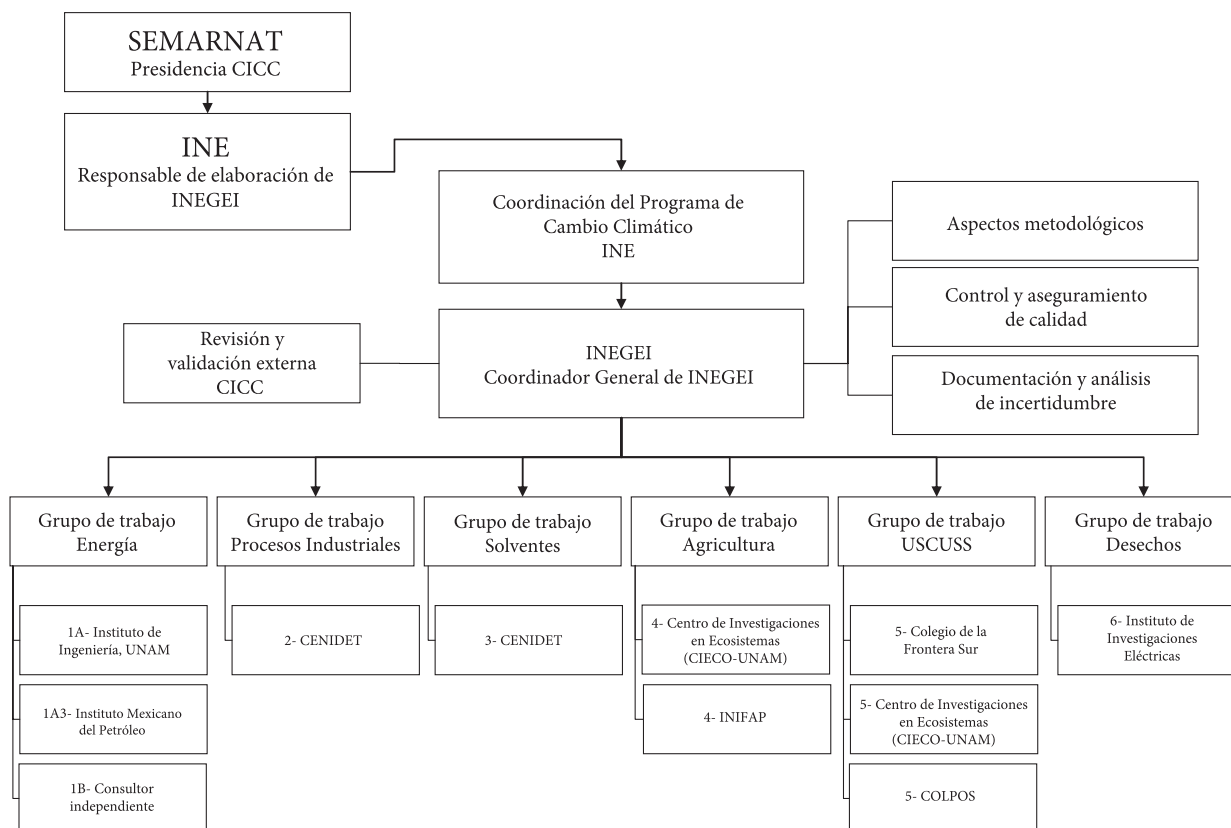 SEMARNAT
Presidencia CICC
INE
Responsable de elaboración de
INEGEI
Coordinación del Programa de
Cambio Climático
INE
Aspectos metodológicos
Control y aseguramiento
de calidad
Documentación y análisis
de incertidumbre
Revisión y
validación externa
CICC
INEGEI
Coordinador General de INEGEI
Grupo de trabajo
Energía
Grupo de trabajo
Procesos Industriales
Grupo de trabajo
Solventes
Grupo de trabajo
Agricultura
Grupo de trabajo
USCUSS
Grupo de trabajo
Desechos
1A- Instituto de
Ingeniería, UNAM
1A3- Instituto Mexicano
del Petróleo
1B- Consultor
independiente
2- CENIDET
3- CENIDET
4- Centro de Investigaciones
en Ecosistemas
(CIECO-UNAM)
4- INIFAP
5- Colegio de la
Frontera Sur
5- Centro de Investigaciones
en Ecosistemas
(CIECO-UNAM)
5- COLPOS
6- Instituto de
Investigaciones
Eléctricas